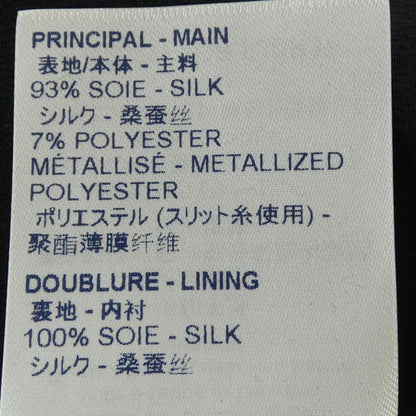 PRINCIPAL - MAIN
表地/本体 - 主料
93% SOIE - SILK
シルク - 桑蚕丝
7% POLYESTER
MÉTALLISÉ - METALLIZED
POLYESTER
ポリエステル (スリット糸使用) -
聚酯薄膜纤维
DOUBLURE - LINING
裏地 - 内衬
100% SOIE - SILK
シルク - 桑蚕丝